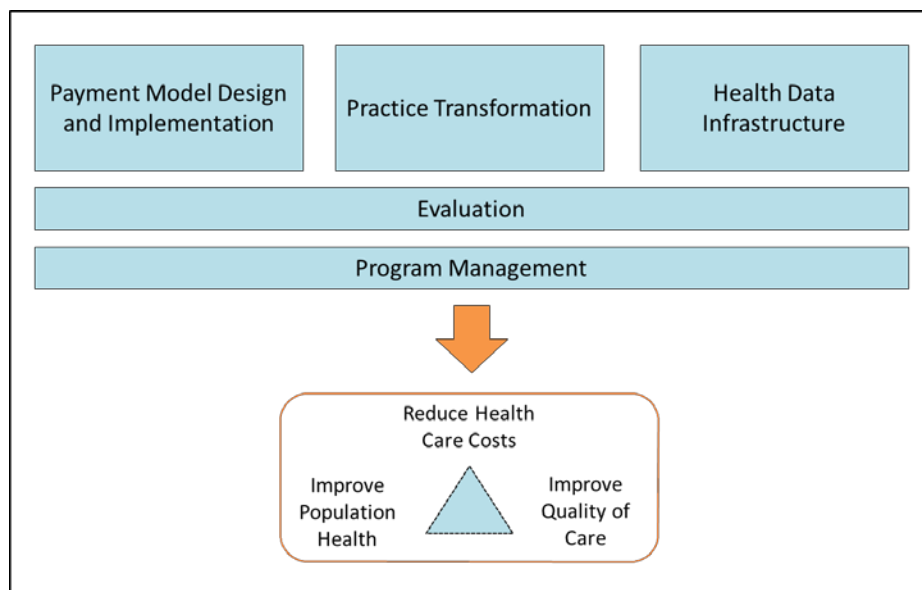 Payment Model Design
and Implementation
Practice Transformation
Health Data
Infrastructure
Evaluation
Program Management
Reduce Health
Care Costs
Improve
Population
Health
Improve
Quality of
Care